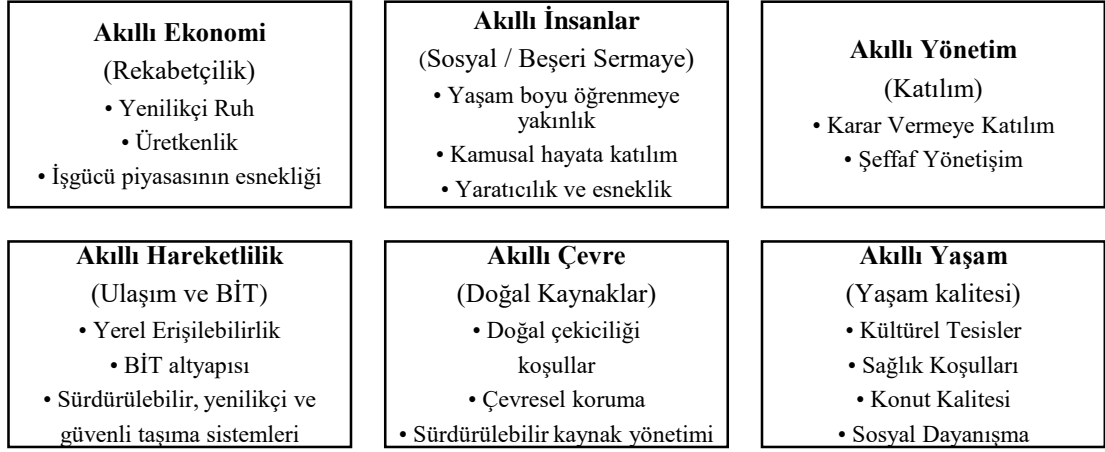 Akıllı Ekonomi
(Rekabetçilik)
• Yenilikçi Ruh
• Üretkenlik
• İşgücü piyasasının esnekliği
Akıllı İnsanlar
(Sosyal / Beşeri Sermaye)
• Yaşam boyu öğrenmeye
yakınlık
• Kamusal hayata katılım
• Yaratıcılık ve esneklik
Akıllı Yönetim
(Katılım)
• Karar Vermeye Katılım
• Şeffaf Yönetişim
Akıllı Hareketlilik
(Ulaşım ve BİT)
• Yerel Erişilebilirlik
• BİT altyapısı
• Sürdürülebilir, yenilikçi ve
güvenli taşıma sistemleri
Akıllı Çevre
(Doğal Kaynaklar)
• Doğal çekiciliği
koşullar
• Çevresel koruma
• Sürdürülebilir kaynak yönetimi
Akıllı Yaşam
(Yaşam kalitesi)
• Kültürel Tesisler
• Sağlık Koşulları
• Konut Kalitesi
• Sosyal Dayanışma